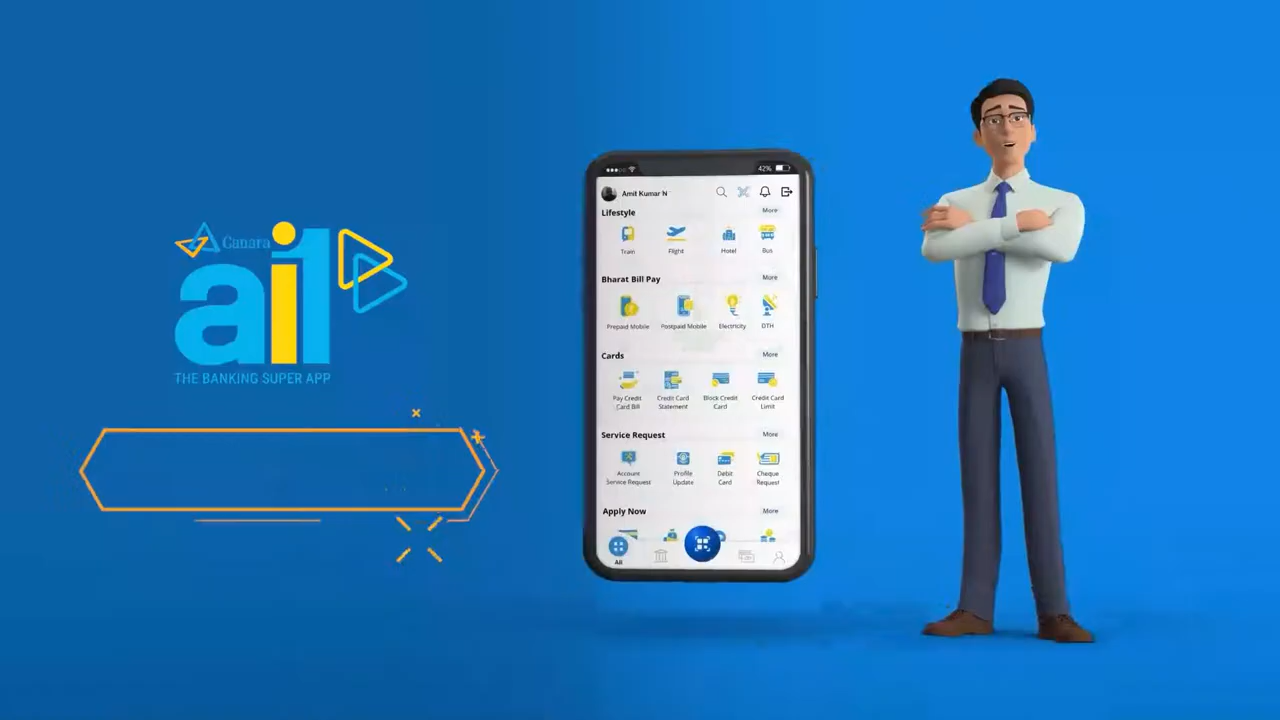 Canara
ai1
THE BANKING SUPER APP
42%
Amit Kumar N
Lifestyle
More
Train
Flight
Hotel
Bus
Bharat Bill Pay
More
Prepaid Mobile
Postpaid Mobile
Electricity
DTH
Cards
More
Pay Credit
Card Bill
Credit Card
Statement
Block Credit
Card
Credit Card
Limit
Service Request
More
Account
Service Request
Profile
Update
Debit
Card
Cheque
Request
Apply Now
More
All